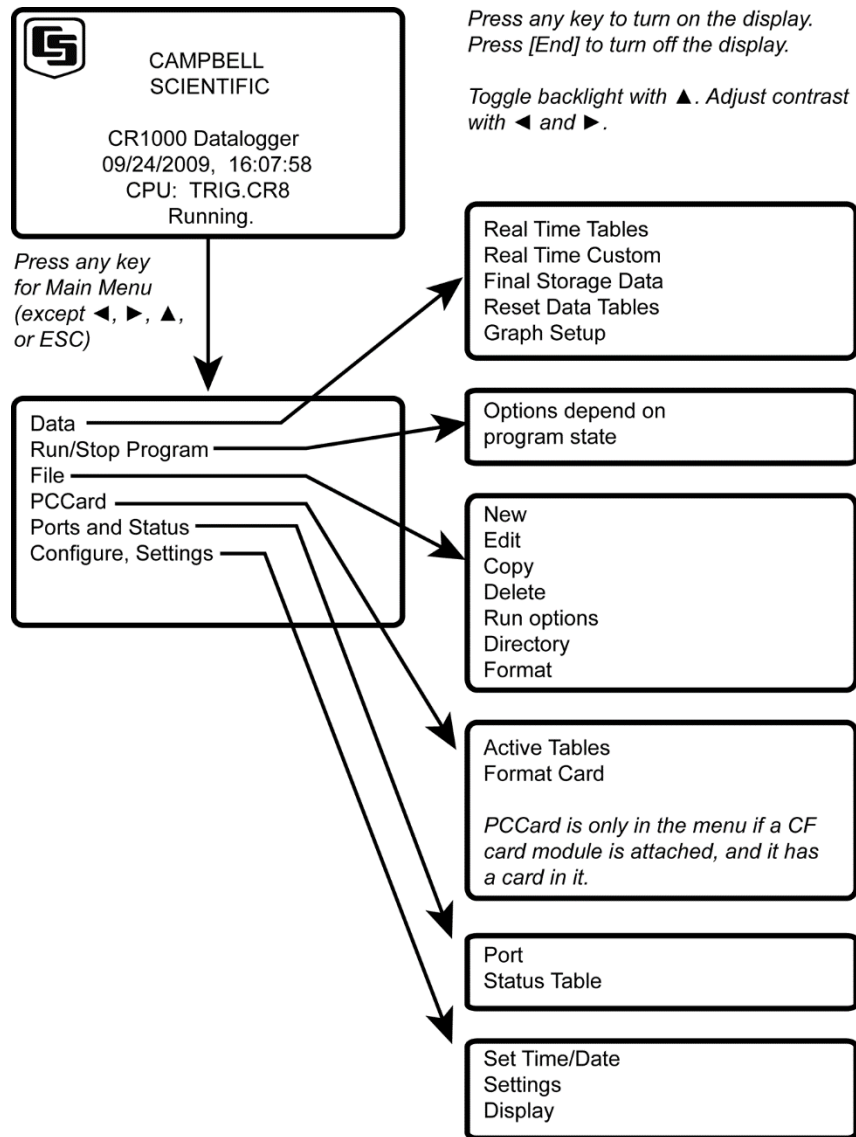 CAMPBELL
SCIENTIFIC
CR1000 Datalogger
09/24/2009, 16:07:58
CPU: TRIG.CR8
Running.
Press any key to turn on the display.
Press [End] to turn off the display.
Toggle backlight with ▲. Adjust contrast
with ◄ and ►.
Press any key
for Main Menu
(except ◄, ►, ▲,
or ESC)
Data
Run/Stop Program
File
PCCard
Ports and Status
Configure, Settings
Real Time Tables
Real Time Custom
Final Storage Data
Reset Data Tables
Graph Setup
Options depend on
program state
New
Edit
Copy
Delete
Run options
Directory
Format
Active Tables
Format Card
PCCard is only in the menu if a CF
card module is attached, and it has
a card in it.
Port
Status Table
Set Time/Date
Settings
Display